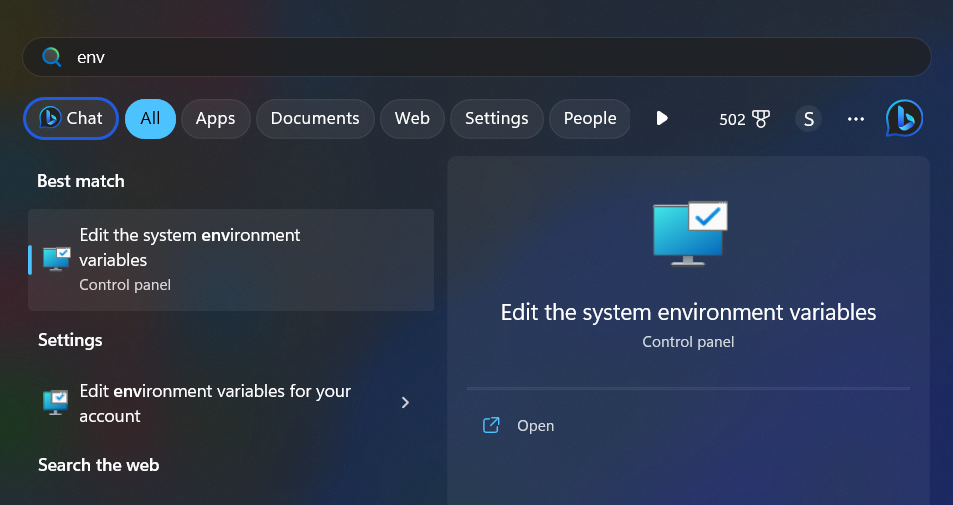 env
Chat
All
Apps
Documents
Web
Settings
People
502
S
Best match
Edit the system environment
variables
Control panel
Settings
Edit environment variables for your
account
Search the web
Edit the system environment variables
Control panel
Open